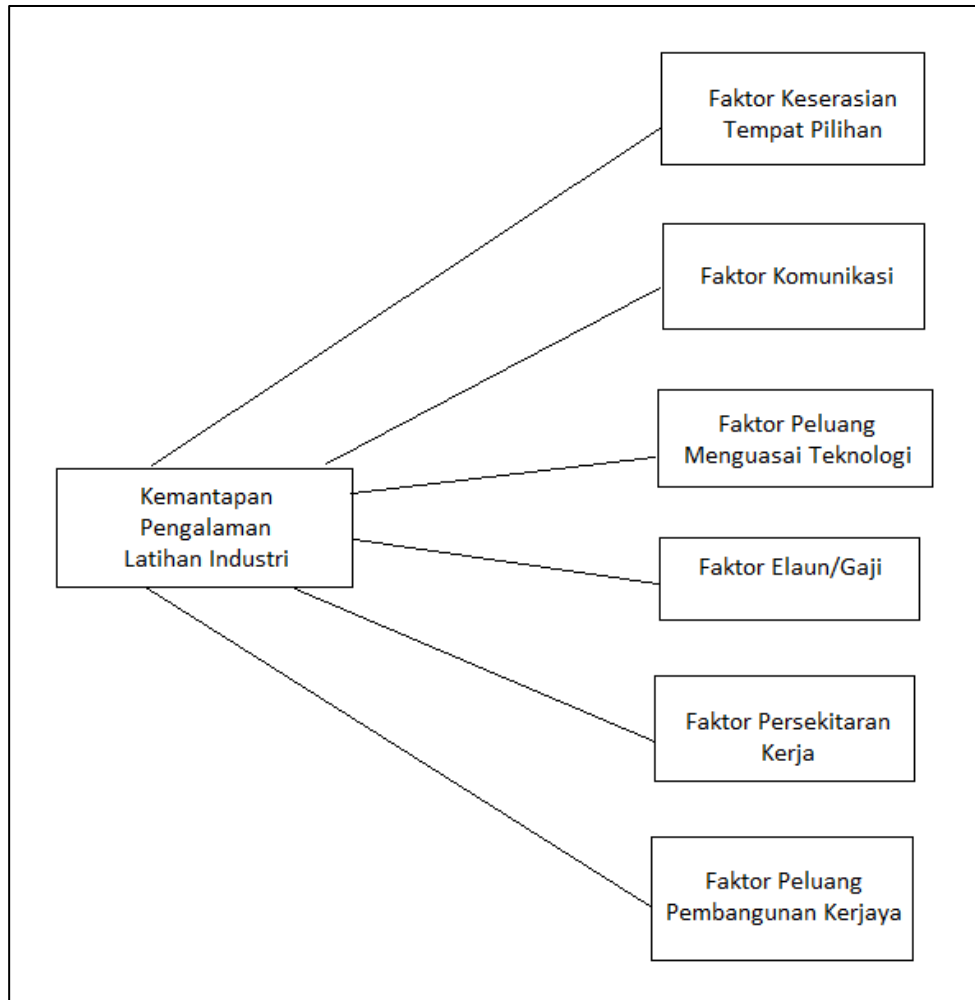 Faktor Keserasian
Tempat Pilihan
Faktor Komunikasi
Faktor Peluang
Menguasai Teknologi
Kemantapan
Pengalaman
Latihan Industri
Faktor Elaun/Gaji
Faktor Persekitaran
Kerja
Faktor Peluang
Pembangunan Kerjaya